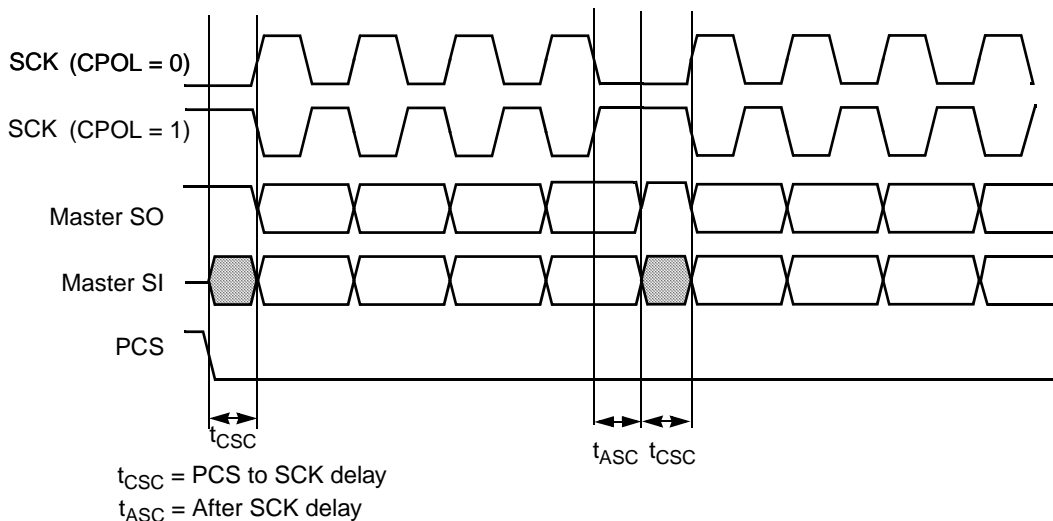 SCK (CPOL = 0)
SCK (CPOL = 1)
Master SO
Master SI
PCS
tCSC
tASC
tCSC
tCSC = PCS to SCK delay
tASC = After SCK delay